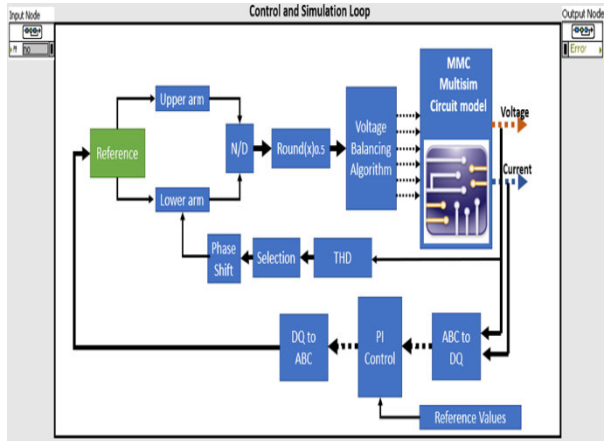 Input Node
Control and Simulation Loop
Output Node
Error
Upper arm
MMC
Multisim
Circuit model
Voltage
Reference
N/D
Round(x)0.5
Voltage
Balancing
Algorithm
Current
Lower arm
Phase
Shift
Selection
THD
DQ to
ABC
PI
Control
ABC to
DQ
Reference Values